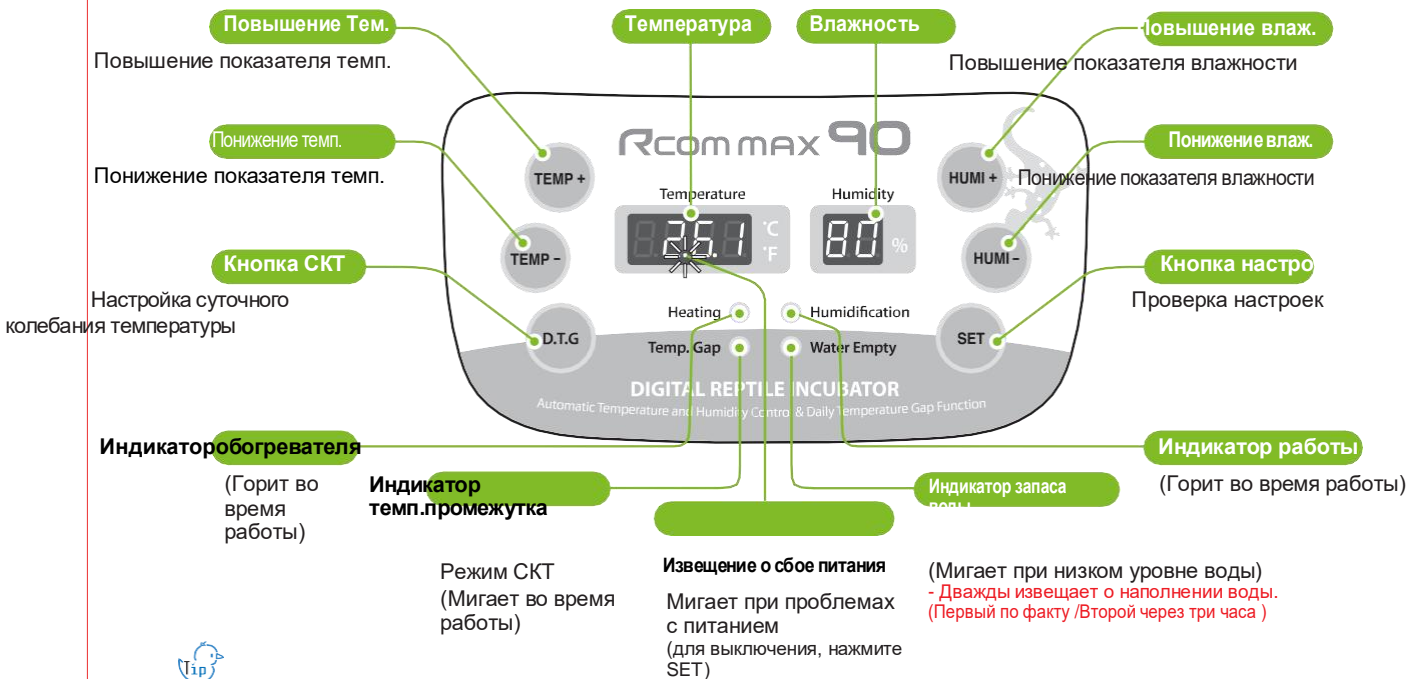 Повышение Тем.
Температура
Влажность
Повышение влаж.
Повышение показателя темп.
Повышение показателя влажности
Rcom max 90
Понижение темп.
Понижение влаж.
Понижение показателя темп.
TEMP +
HUMI +
Понижение показателя влажности
Temperature
Humidity
26.1
°C
°F
80
%
TEMP –
HUMI –
Кнопка СКТ
Кнопка настро
Настройка суточного
колебания температуры
Проверка настроек
Heating
Humidification
D.T.G
Temp. Gap
Water Empty
SET
DIGITAL REPTILE INCUBATOR
Automatic Temperature and Humidity Control & Daily Temperature Gap Function
Индикаторобогревателя
Индикатор работы
(Горит во
время
работы)
Индикатор
темп.промежутка
Индикатор запаса
воды
(Горит во время работы)
Режим СКТ
(Мигает во время
работы)
Извещение о сбое питания
Мигает при проблемах
с питанием
(для выключения, нажмите
SET)
(Мигает при низком уровне воды)
- Дважды извещает о наполнении воды.
(Первый по факту /Второй через три часа )
Tip